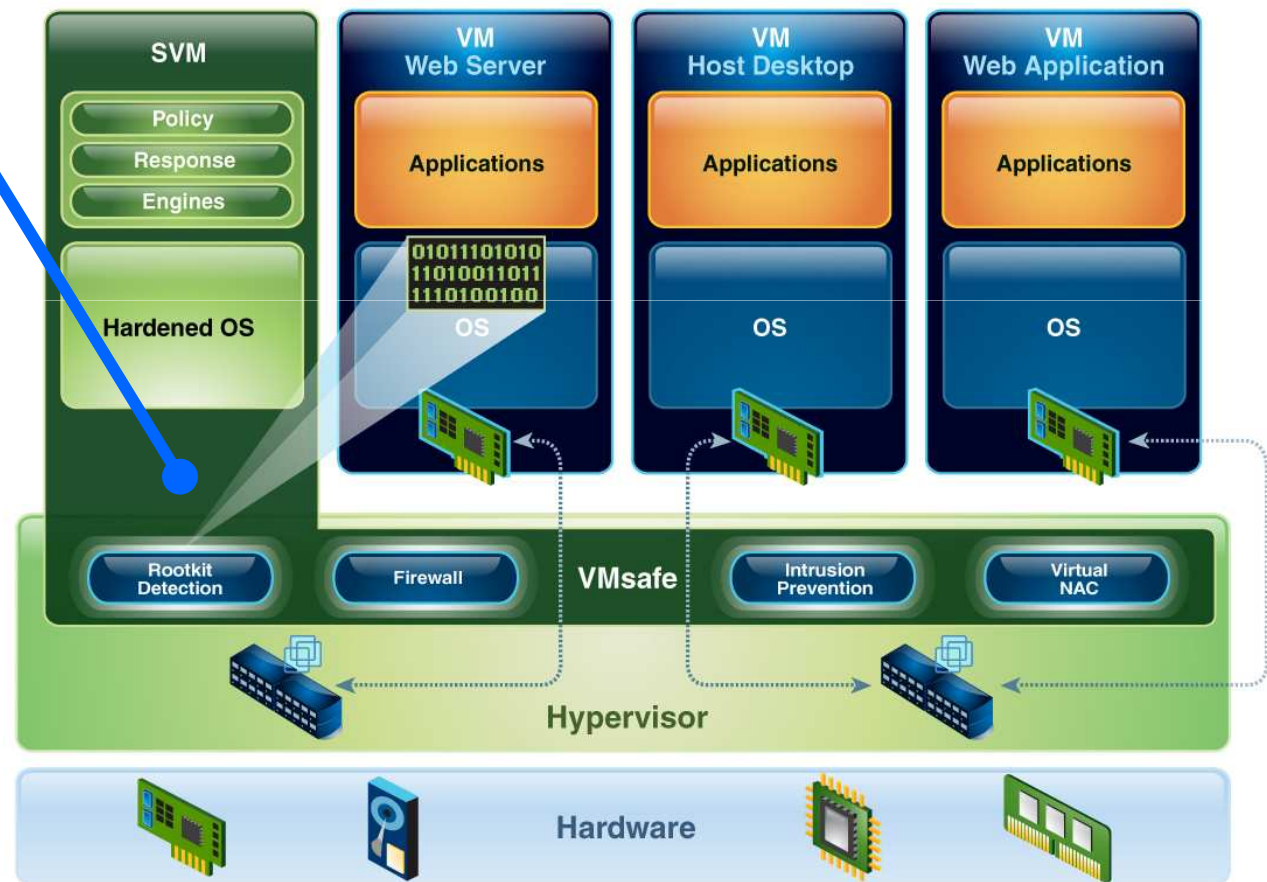 SVM
Policy
Response
Engines
Hardened OS
VM
Web Server
Applications
01011101010
11010011011
1110100100
OS
VM
Host Desktop
Applications
OS
VM
Web Application
Applications
OS
Rootkit
Detection
Firewall
VMsafe
Intrusion
Prevention
Virtual
NAC
Hypervisor
Hardware